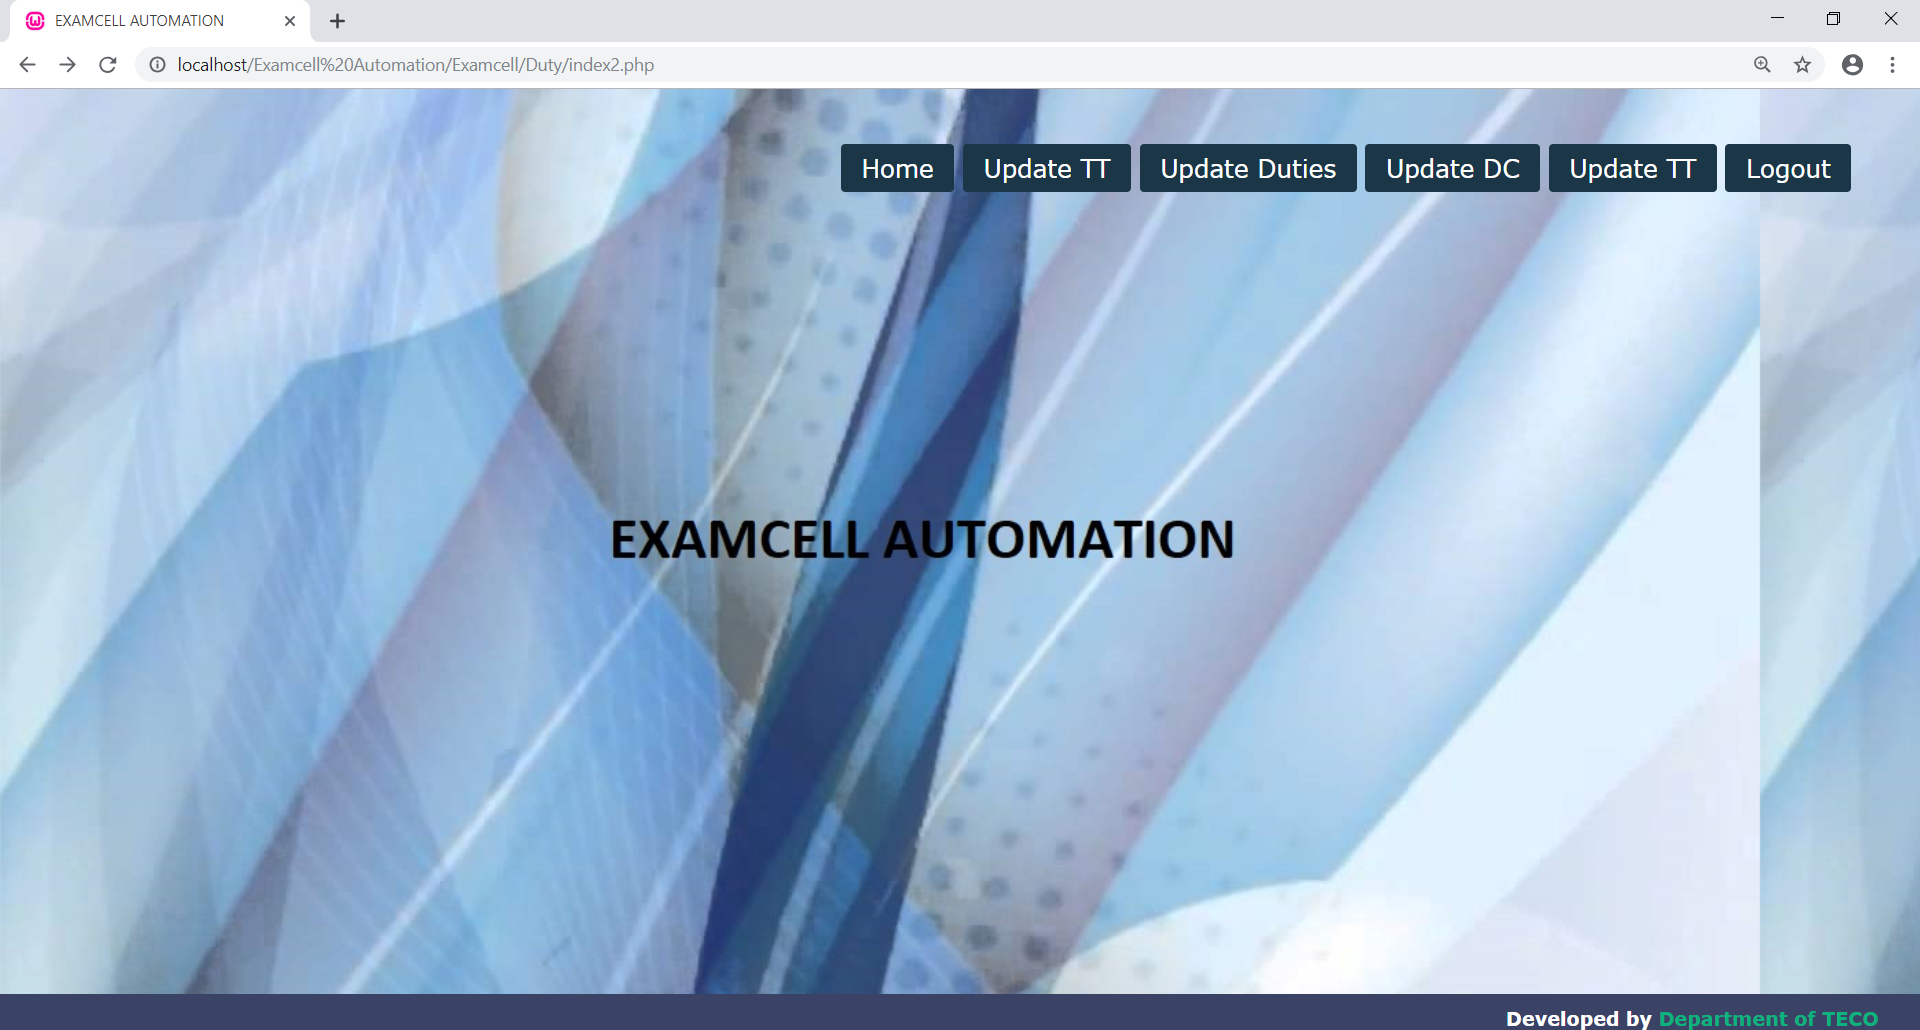 EXAMCELL AUTOMATION
localhost/Examcell%20Automation/Examcell/Duty/index2.php
Home Update TT Update Duties Update DC Update TT Logout
EXAMCELL AUTOMATION
Developed by Department of TECO